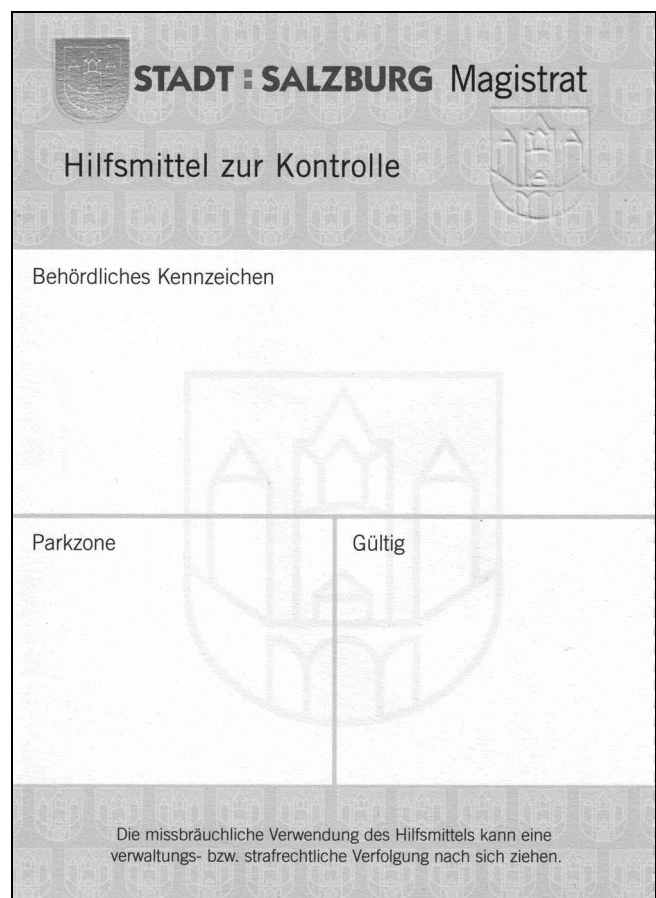 STADT : SALZBURG Magistrat
Hilfsmittel zur Kontrolle
Behördliches Kennzeichen
Parkzone
Gültig
Die missbräuchliche Verwendung des Hilfsmittels kann eine
verwaltungs- bzw. strafrechtliche Verfolgung nach sich ziehen.